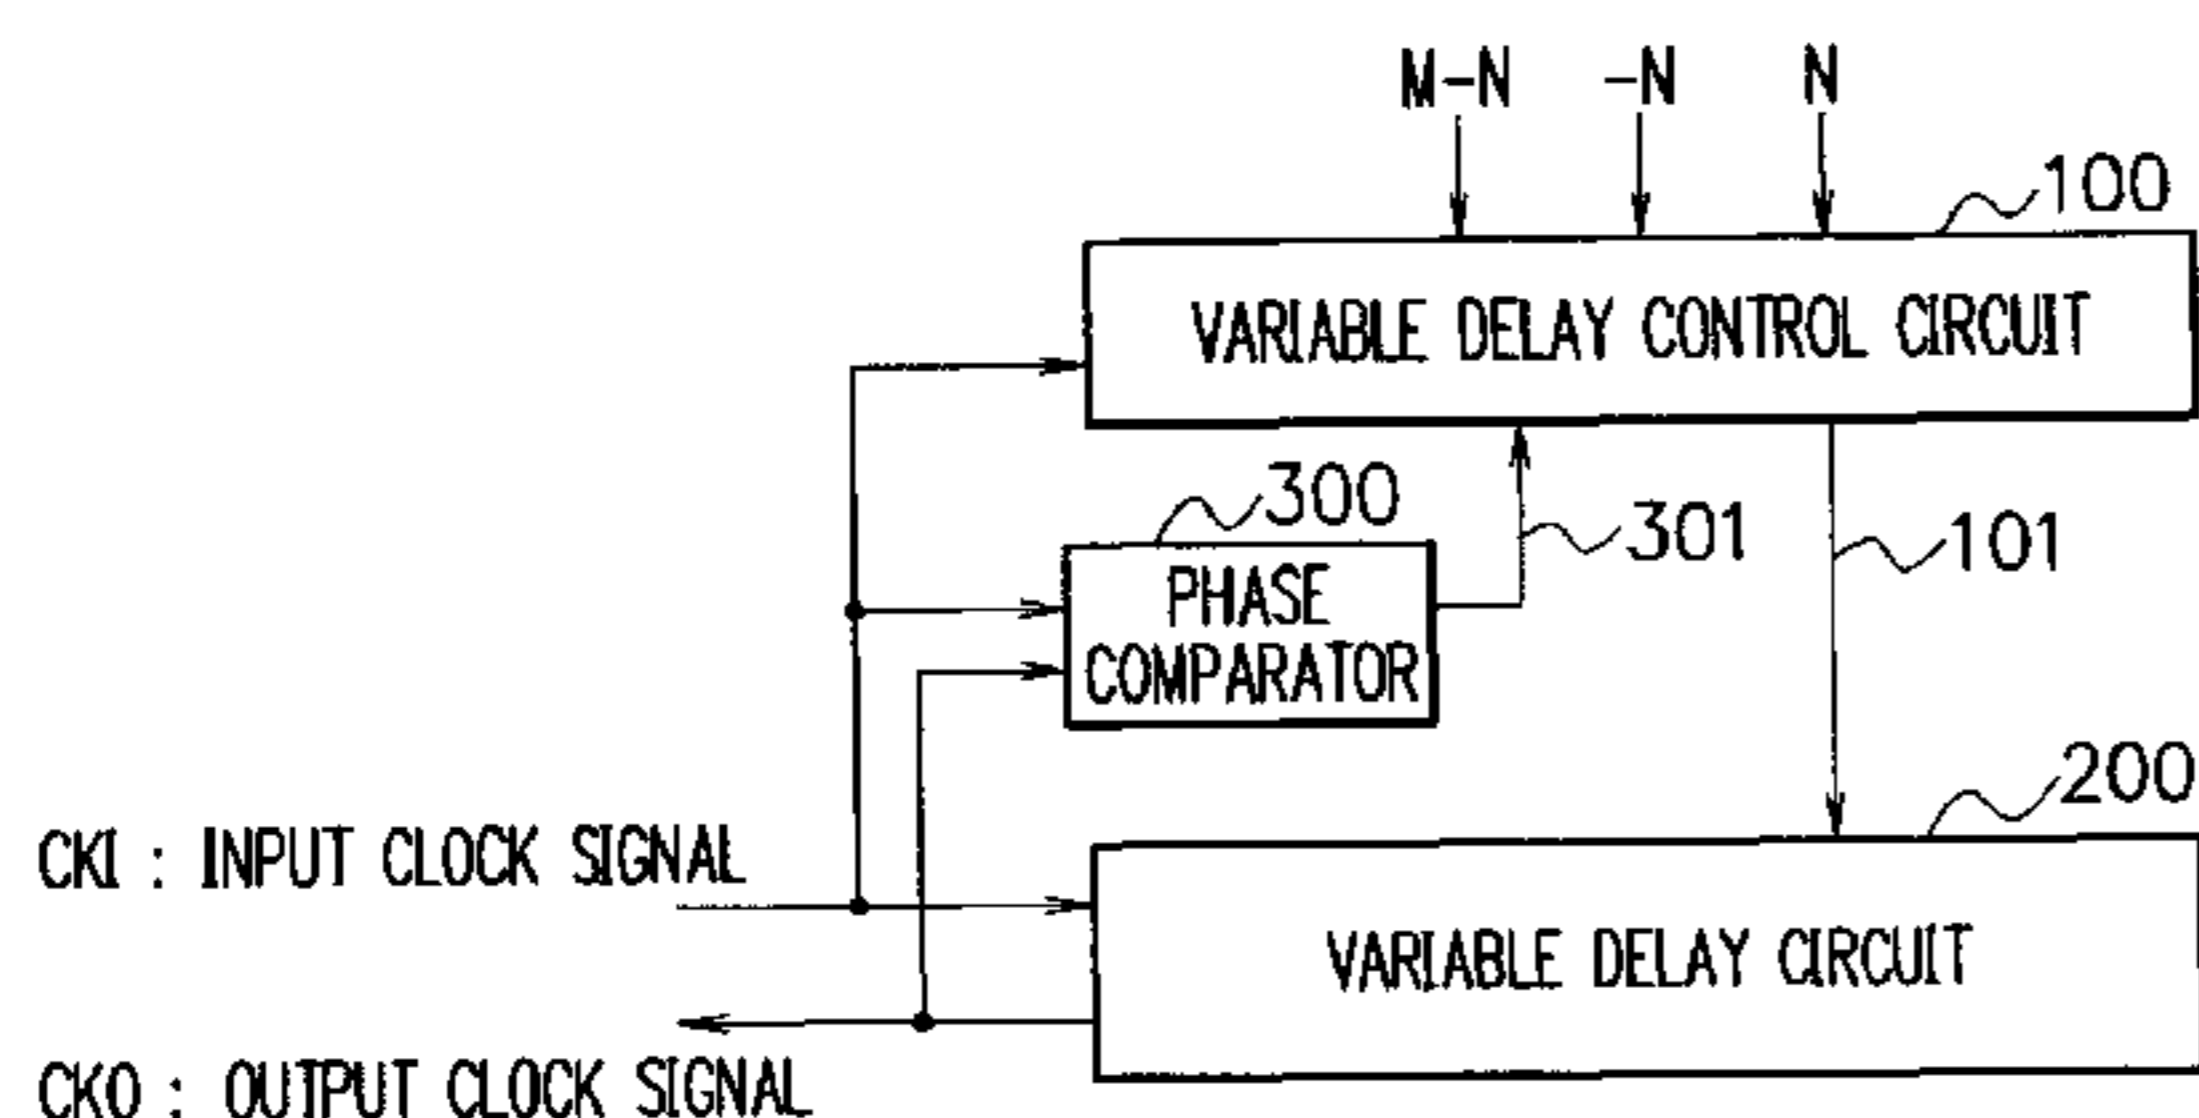 M-N -N N
100
VARIABLE DELAY CONTROL CIRCUIT
300
301
101
PHASE
COMPARATOR
200
CKI : INPUT CLOCK SIGNAL
VARIABLE DELAY CIRCUIT
CKO : OUTPUT CLOCK SIGNAL